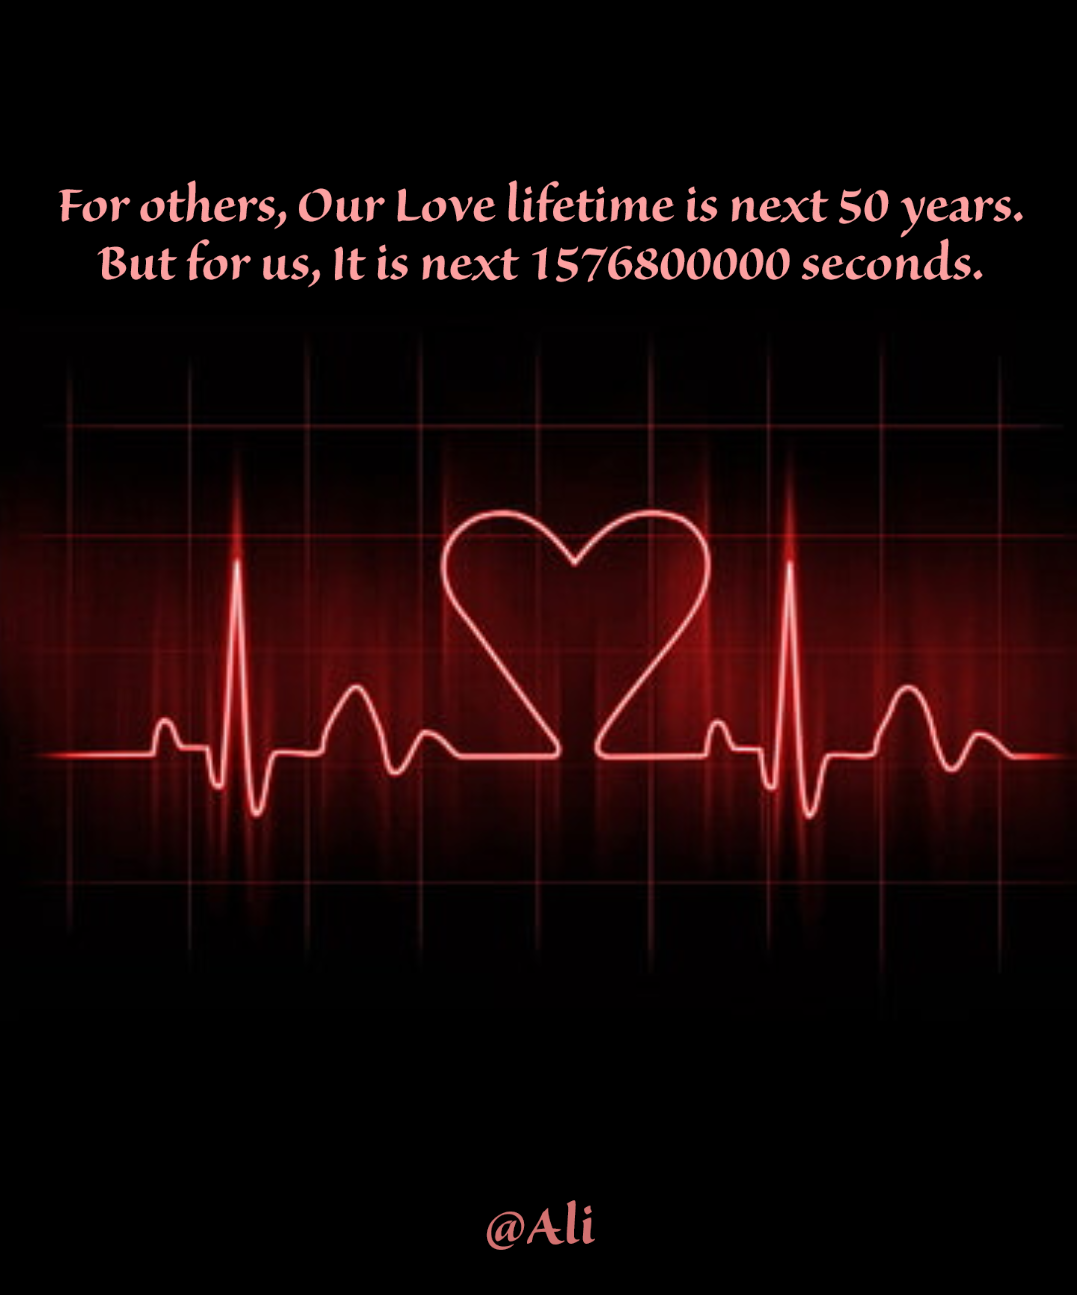 For others, Our Love lifetime is next 50 years.
But for us, It is next 1576800000 seconds.
@Ali